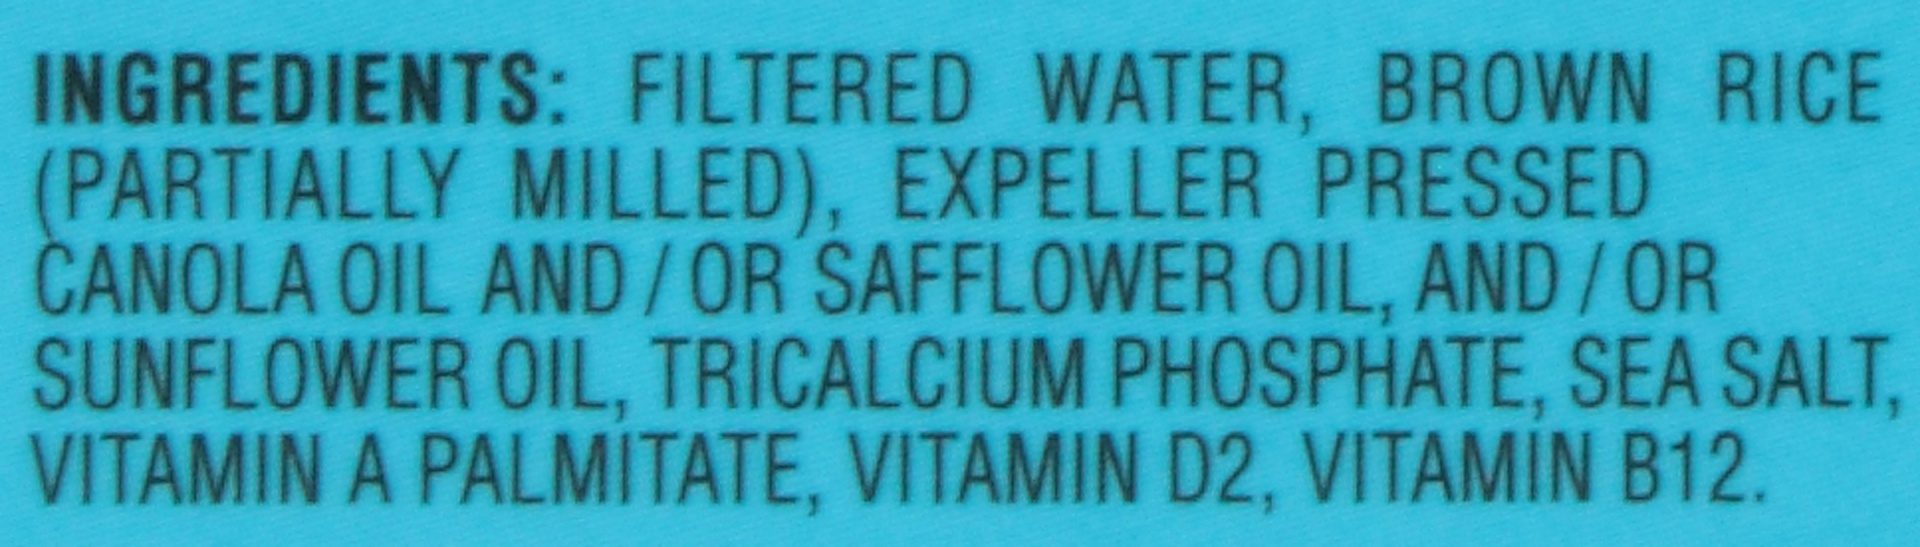 INGREDIENTS: FILTERED WATER, BROWN RICE
(PARTIALLY MILLED), EXPELLER PRESSED
CANOLA OIL AND / OR SAFFLOWER OIL, AND / OR
SUNFLOWER OIL, TRICALCIUM PHOSPHATE, SEA SALT,
VITAMIN A PALMITATE, VITAMIN D2, VITAMIN B12.